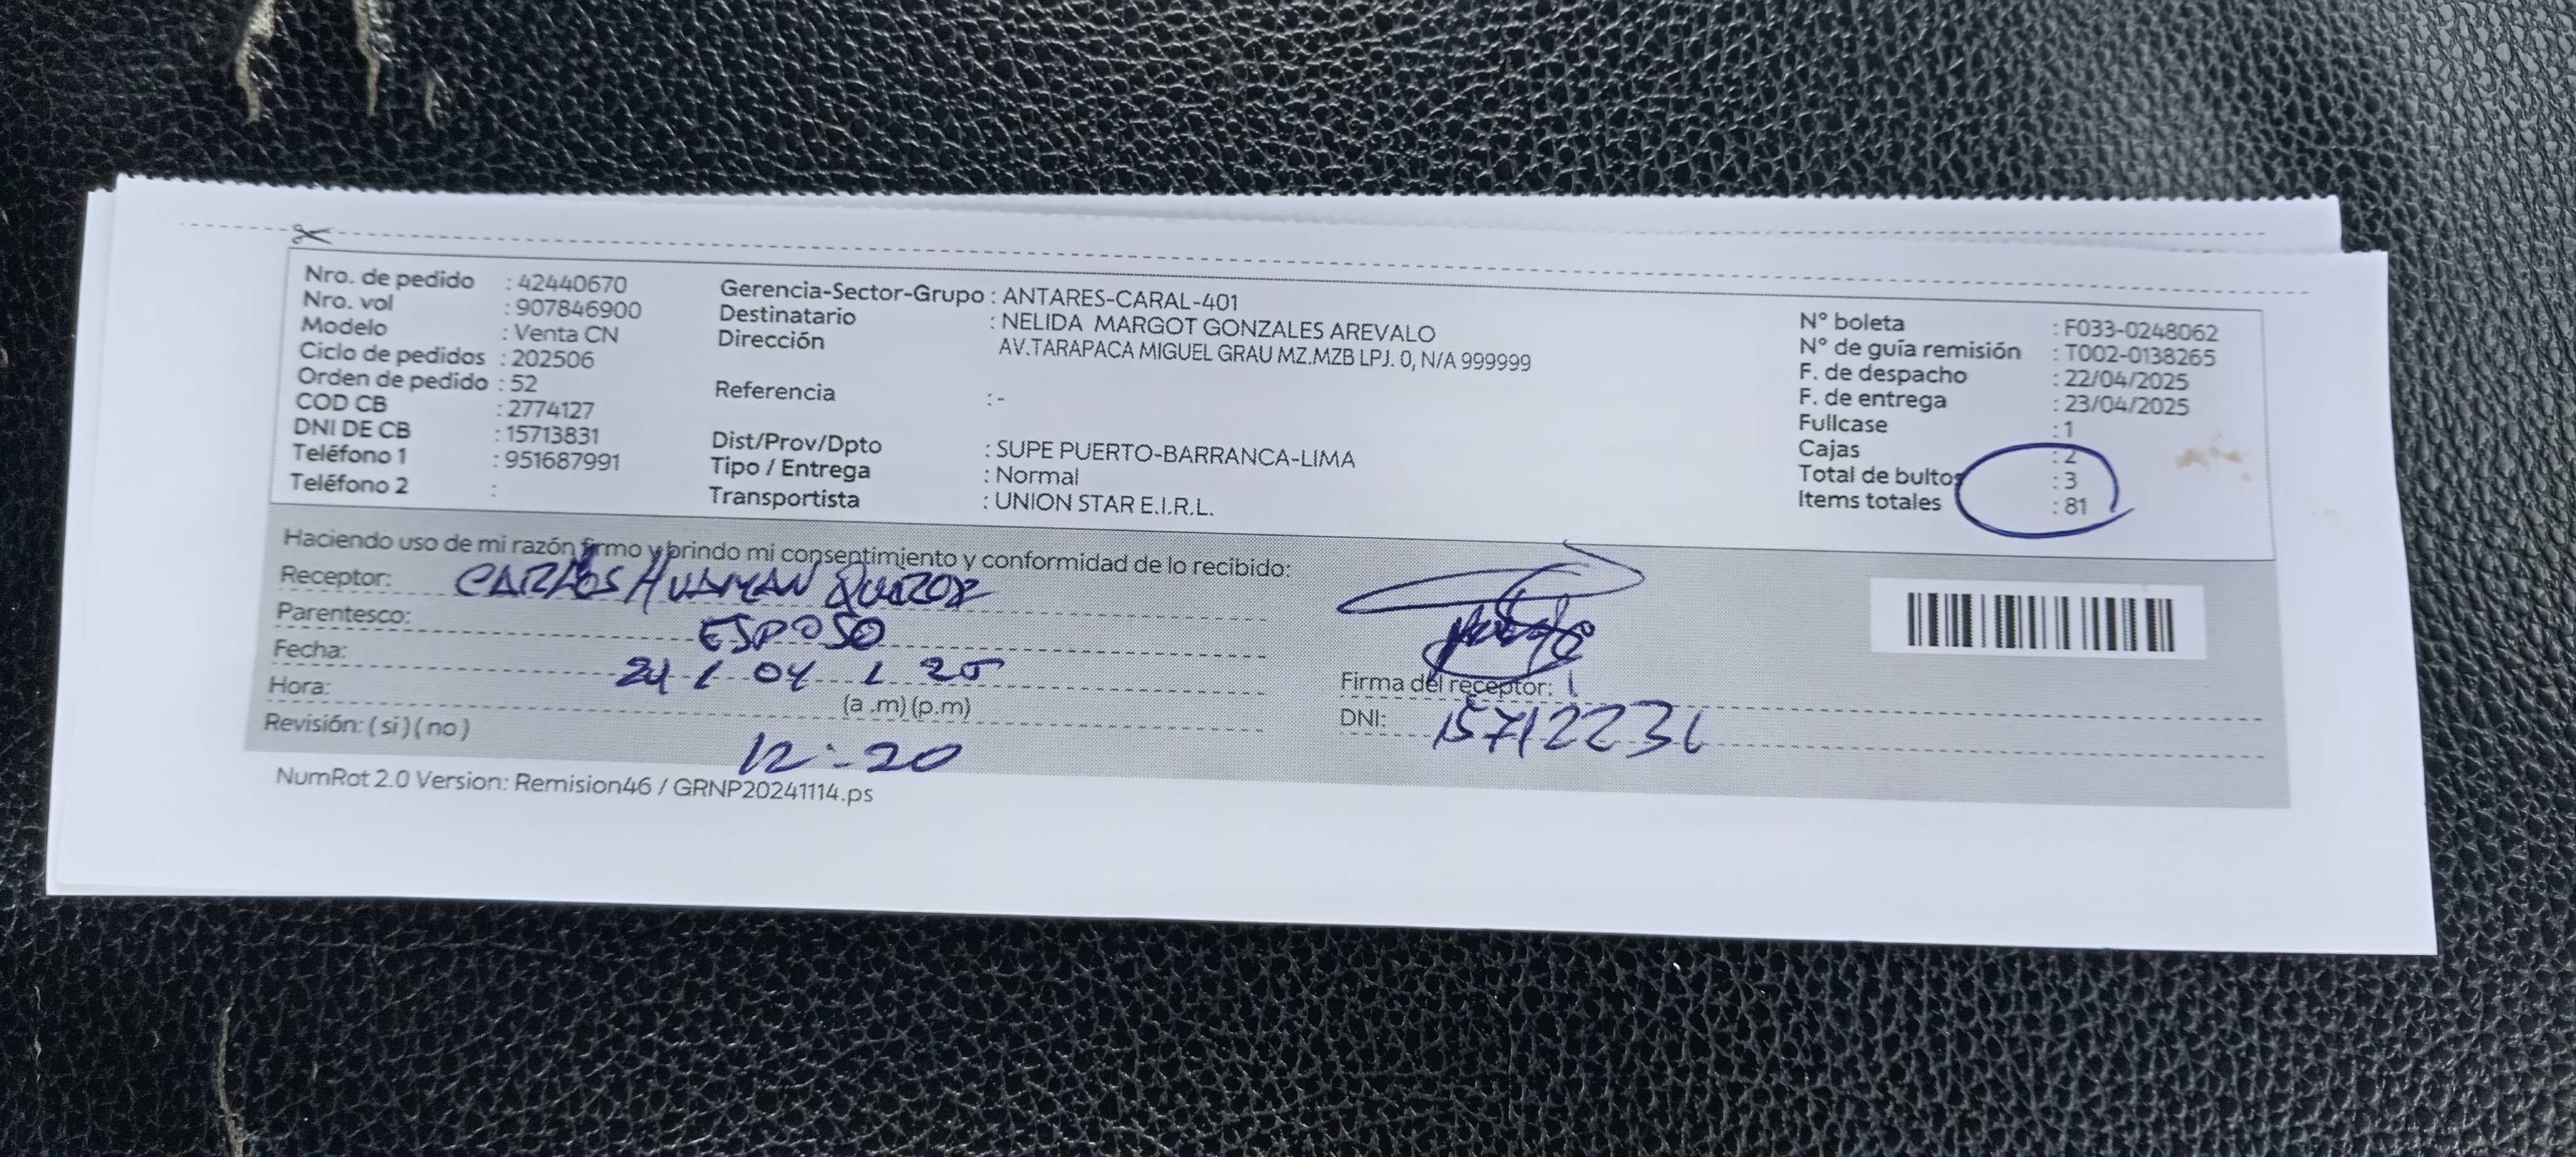 Nro. de pedido : 42440670
Nro. vol : 907846900
Modelo : Venta CN
Ciclo de pedidos : 202506
Orden de pedido : 52
COD CB : 2774127
DNI DE CB : 15713831
Teléfono 1 : 951687991
Teléfono 2 :
Gerencia-Sector-Grupo : ANTARES-CARAL-401
Destinatario : NELIDA MARGOT GONZALES AREVALO
Dirección AV.TARAPACA MIGUEL GRAU MZ.MZB LPJ. 0, N/A 999999
Referencia : -
Dist/Prov/Dpto : SUPE PUERTO-BARRANCA-LIMA
Tipo / Entrega : Normal
Transportista : UNION STAR E.I.R.L.
N° boleta : F033-0248062
N° de guía remisión : T002-0138265
F. de despacho : 22/04/2025
F. de entrega : 23/04/2025
Fullcase : 1
Cajas : 2
Total de bultos : 3
Items totales : 81
Haciendo uso de mi razón firmo y brindo mi consentimiento y conformidad de lo recibido:
Receptor: CARLOS HUAMAN QUIROZ
Parentesco: ESPOSO
Fecha: 24 / 04 / 25
Hora: (a .m) (p.m)
Revisión: ( si ) ( no ) 12:20
Firma del receptor:
DNI: 15712231
NumRot 2.0 Version: Remision46 / GRNP20241114.ps